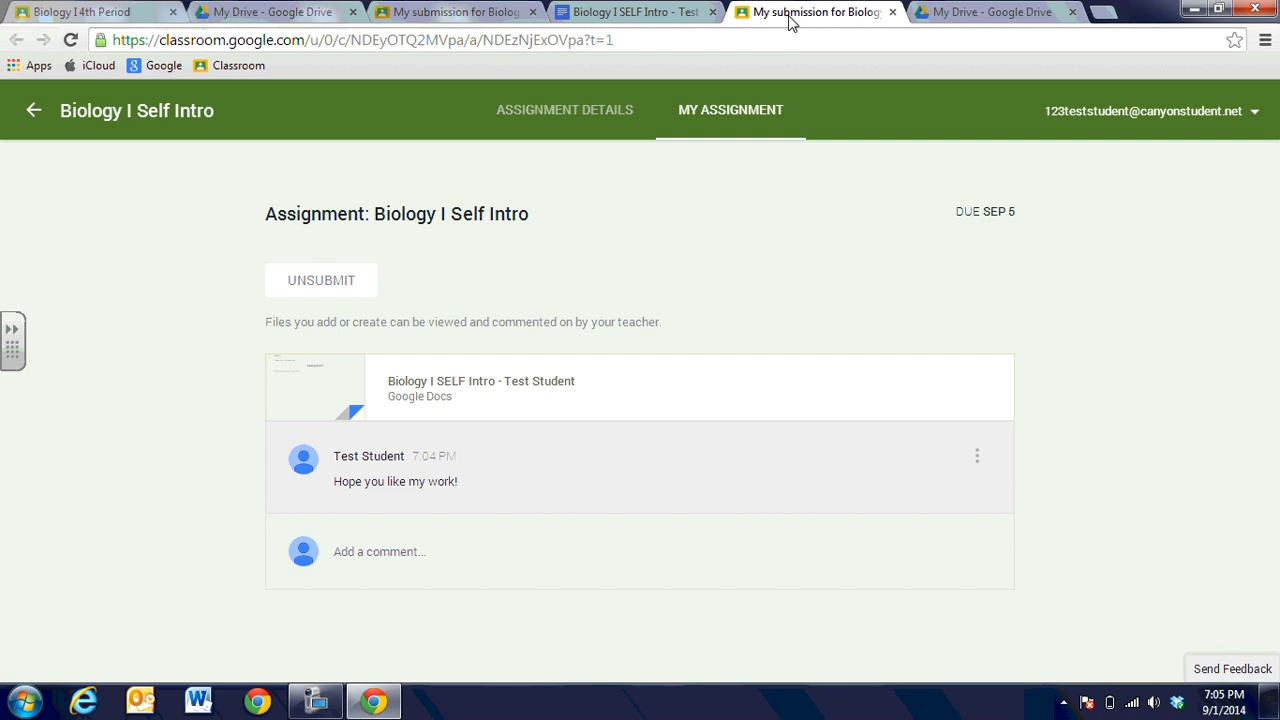 Biology I 4th Period
My Drive - Google Drive
My submission for Biolog
Biology I SELF Intro - Test
My submission for Biolog
My Drive - Google Drive
https://classroom.google.com/u/0/c/NDEyOTQ2MVpa/a/NDEzNjExOVpa?t=1
Apps
iCloud
Google
Classroom
Biology I Self Intro
ASSIGNMENT DETAILS
MY ASSIGNMENT
123teststudent@canyonstudent.net
Assignment: Biology I Self Intro
DUE SEP 5
UNSUBMIT
Files you add or create can be viewed and commented on by your teacher.
Biology I SELF Intro - Test Student
Google Docs
Test Student 7:04 PM
Hope you like my work!
Add a comment...
Send Feedback
7:05 PM
9/1/2014